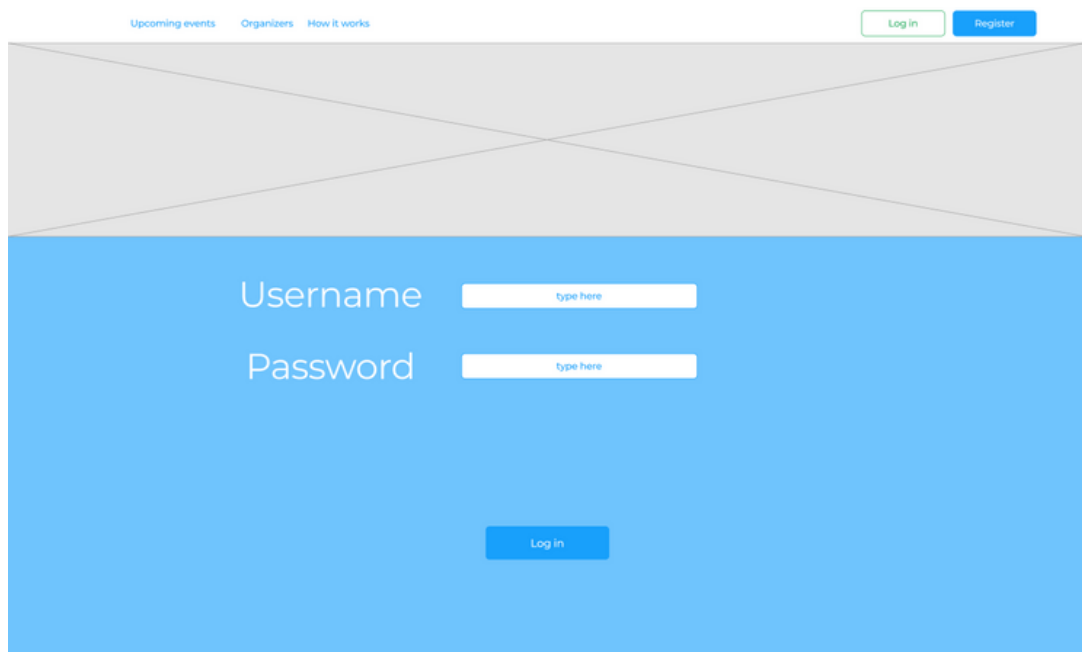 Upcoming events Organizers How it works Log in Register
Username type here
Password type here
Log in